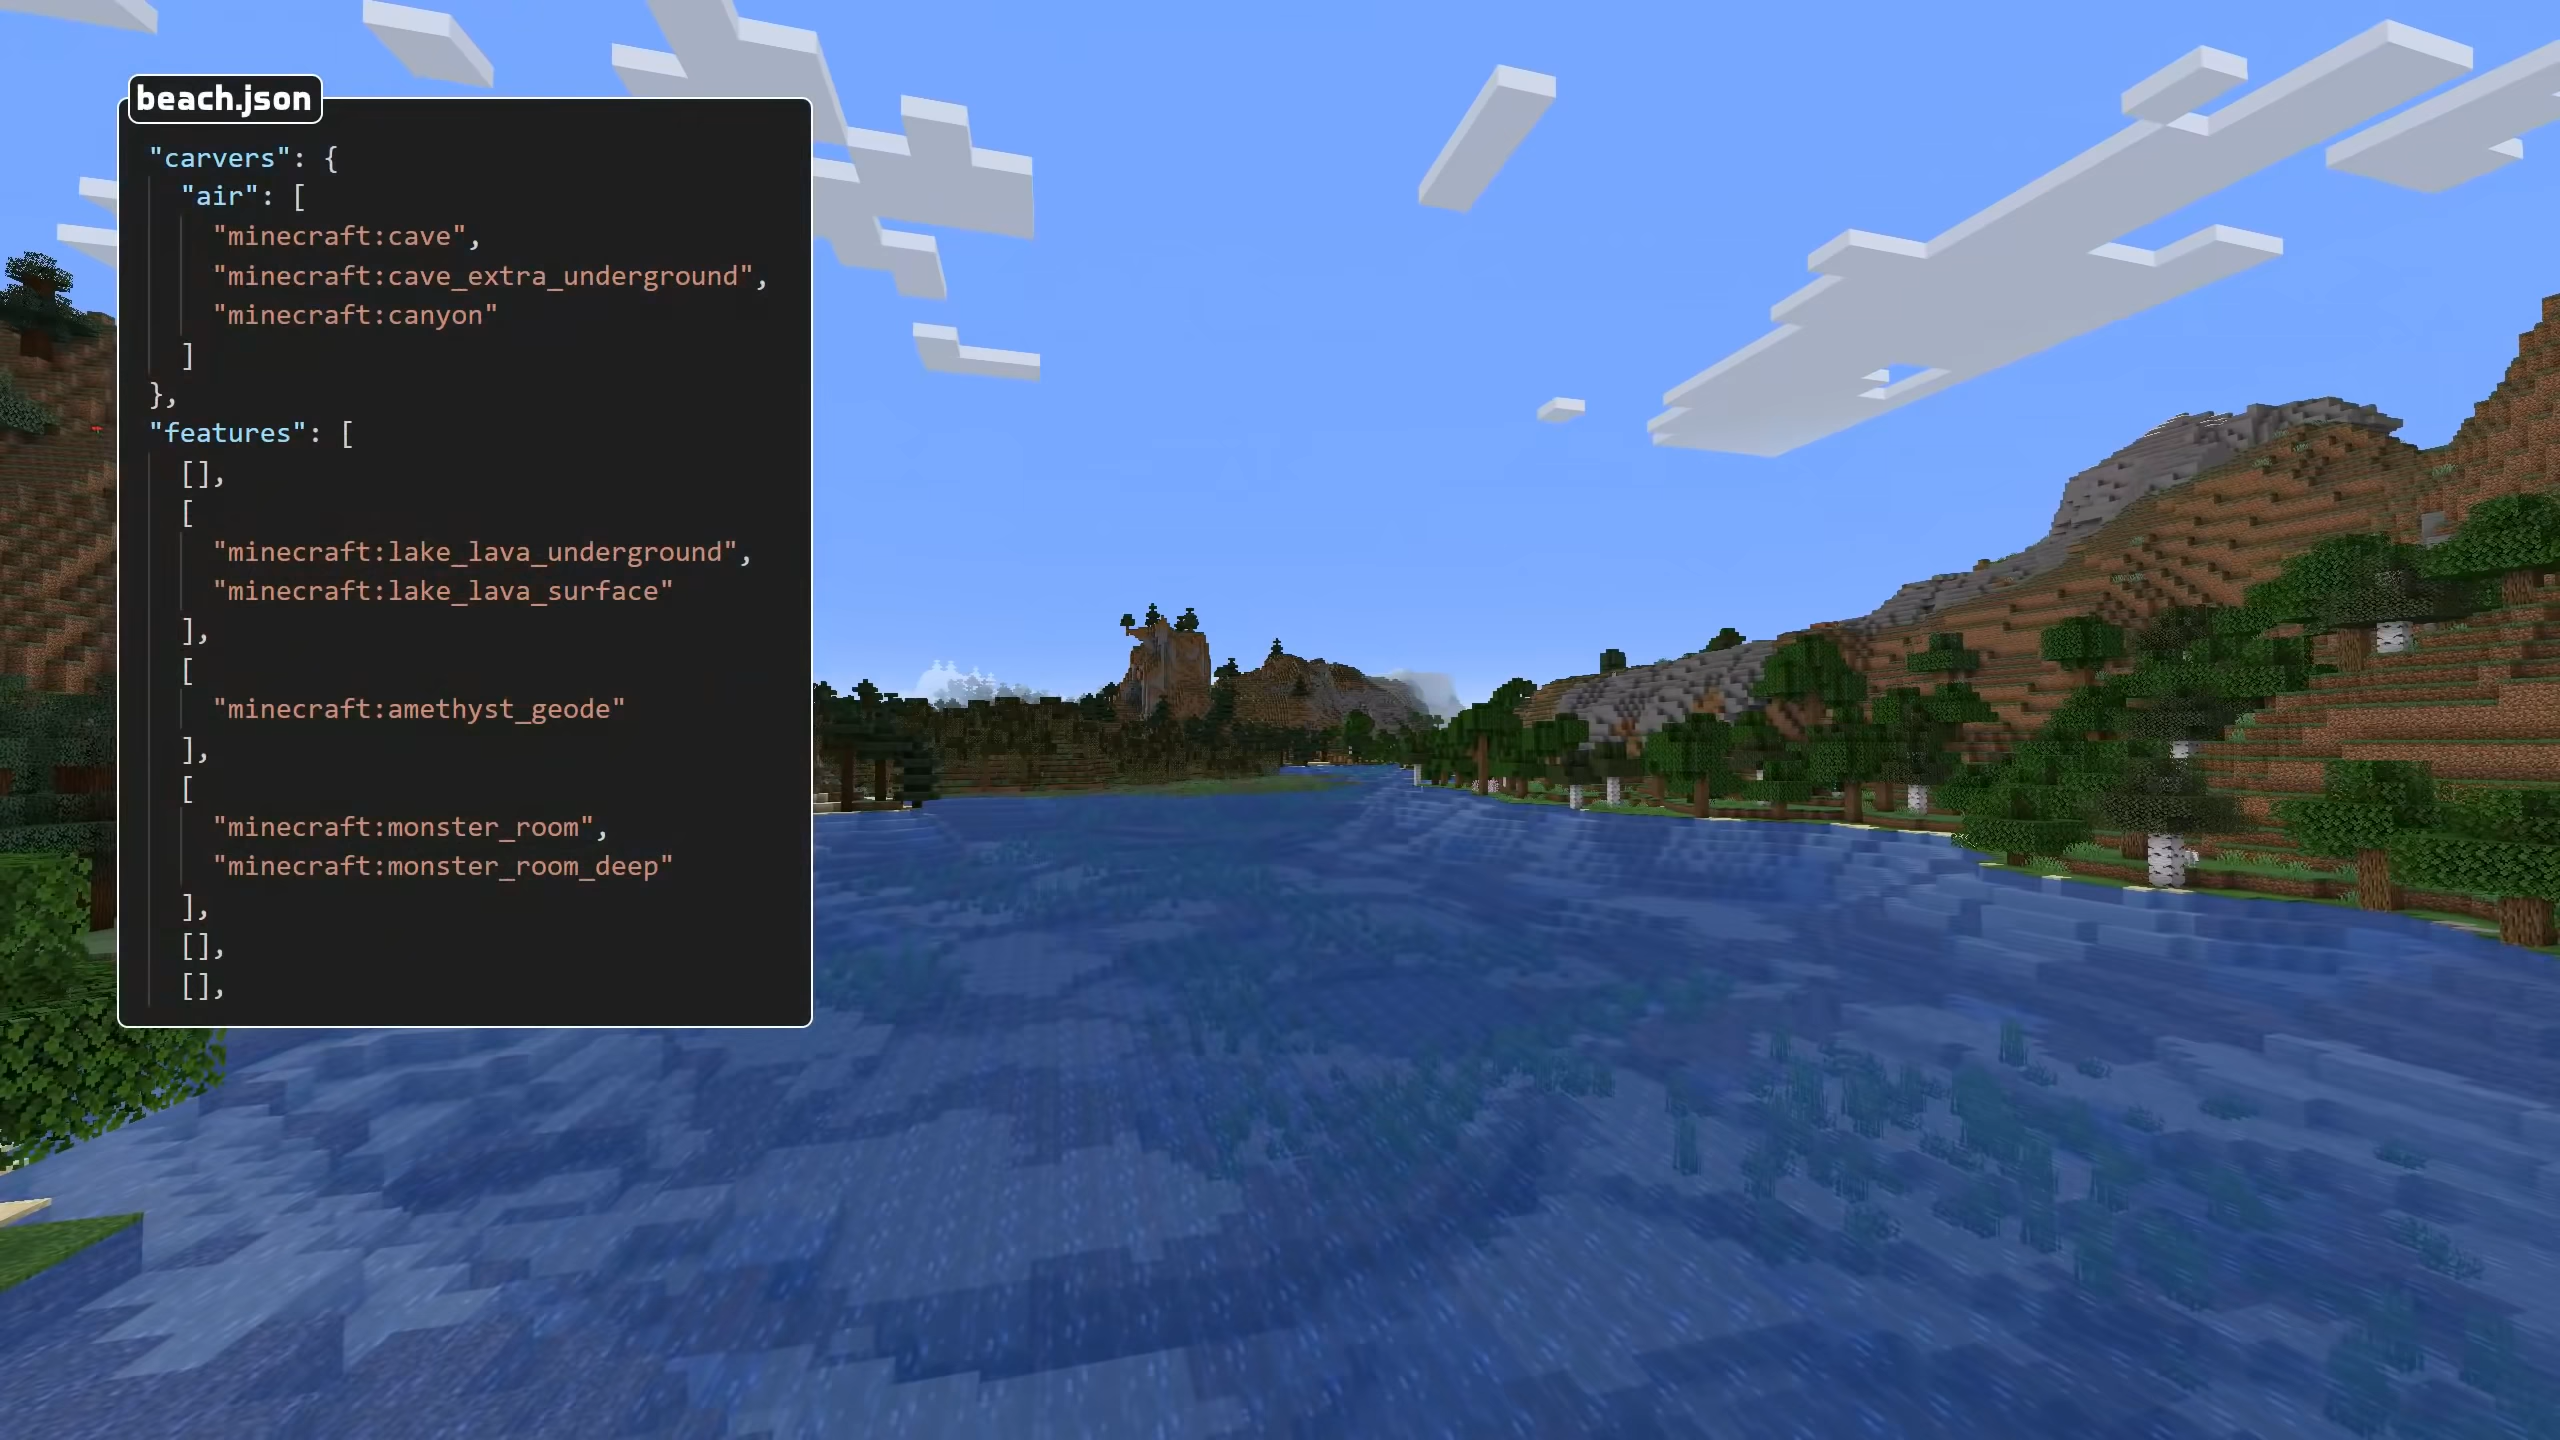 beach.json
"carvers": {
"air": [
"minecraft:cave",
"minecraft:cave_extra_underground",
"minecraft:canyon"
]
},
"features": [
[],
[
"minecraft:lake_lava_underground",
"minecraft:lake_lava_surface"
],
[
"minecraft:amethyst_geode"
],
[
"minecraft:monster_room",
"minecraft:monster_room_deep"
],
[],
[],